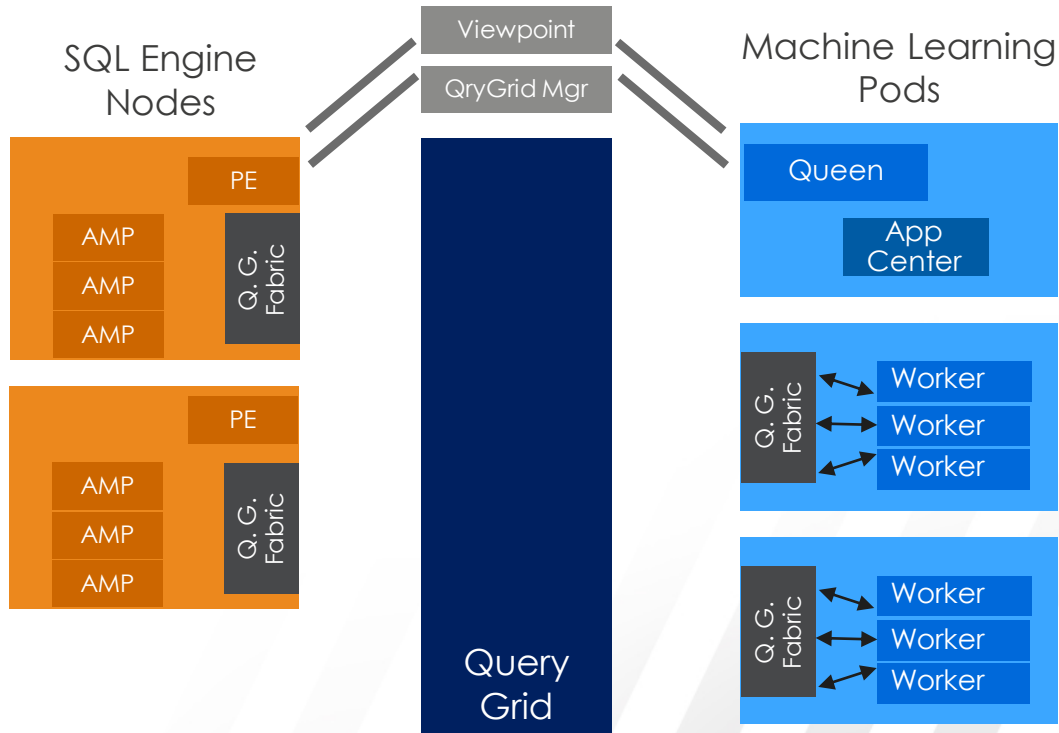 SQL Engine
Nodes
PE
AMP
AMP
AMP
Q. G.
Fabric
PE
AMP
AMP
AMP
Q. G.
Fabric
Viewpoint
QryGrid Mgr
Query
Grid
Machine Learning
Pods
Queen
App
Center
Q. G.
Fabric
Worker
Worker
Worker
Q. G.
Fabric
Worker
Worker
Worker